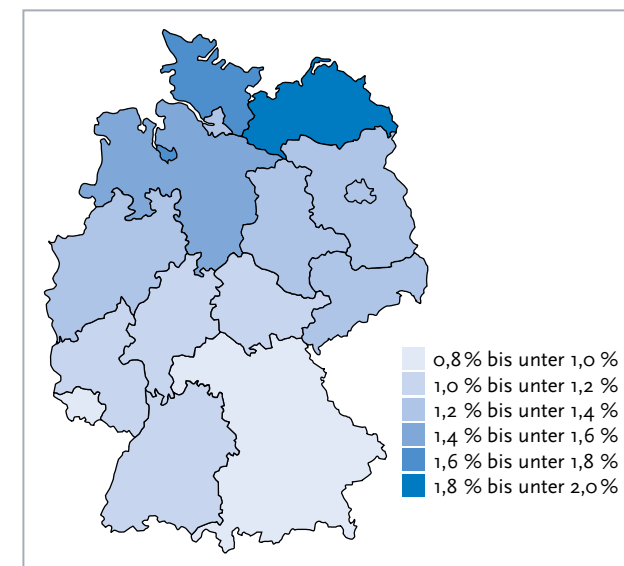 0,8 % bis unter 1,0 %
1,0 % bis unter 1,2 %
1,2 % bis unter 1,4 %
1,4 % bis unter 1,6 %
1,6 % bis unter 1,8 %
1,8 % bis unter 2,0 %